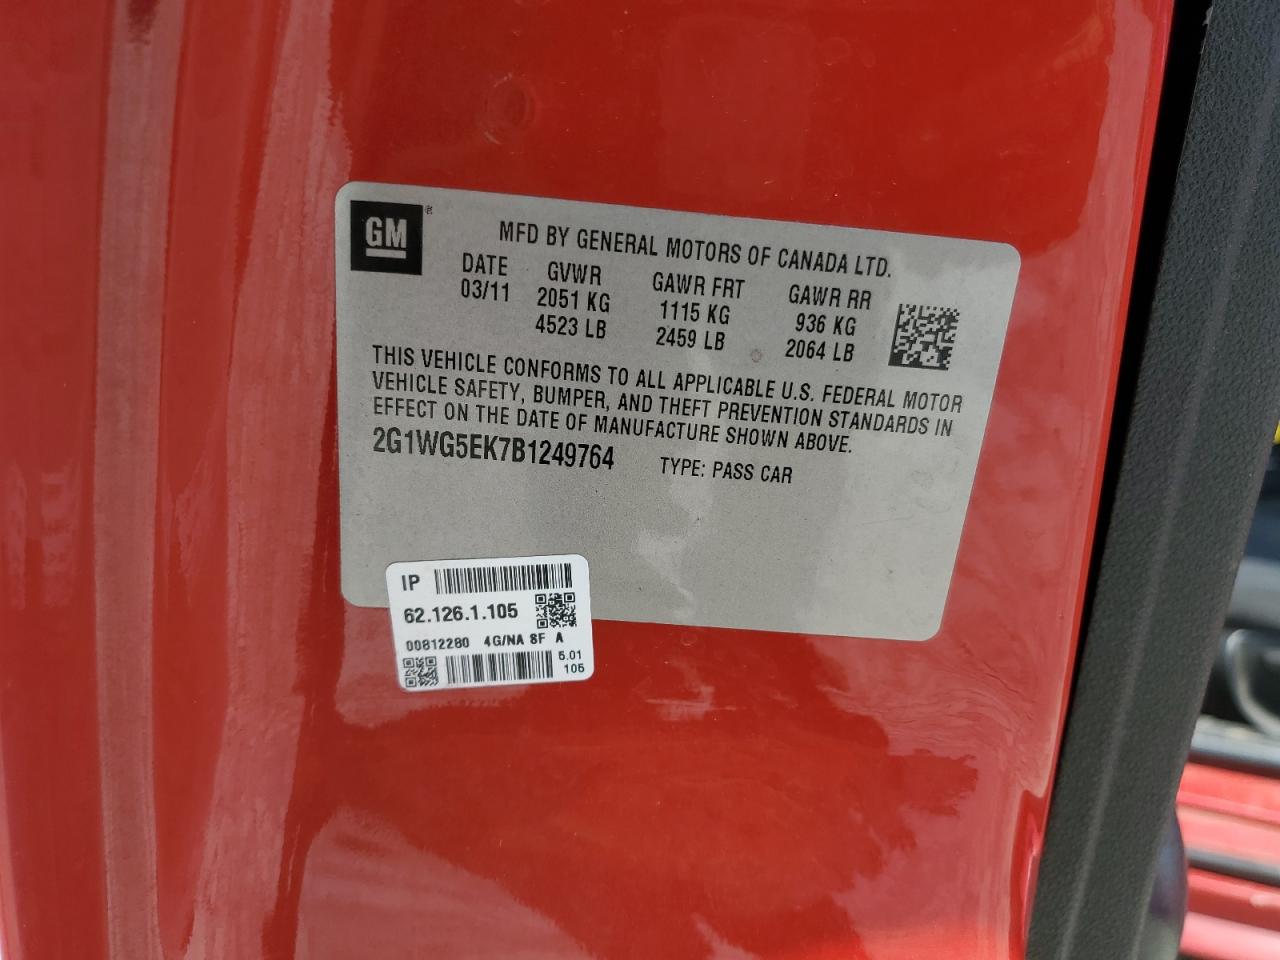 GM®
MFD BY GENERAL MOTORS OF CANADA LTD.
DATE GVWR GAWR FRT GAWR RR
03/11 2051 KG 1115 KG 936 KG
4523 LB 2459 LB 2064 LB
THIS VEHICLE CONFORMS TO ALL APPLICABLE U.S. FEDERAL MOTOR
VEHICLE SAFETY, BUMPER, AND THEFT PREVENTION STANDARDS IN
EFFECT ON THE DATE OF MANUFACTURE SHOWN ABOVE.
2G1WG5EK7B1249764 TYPE: PASS CAR
IP
62.126.1.105
00812280 4G/NA 8F A
5.01
105